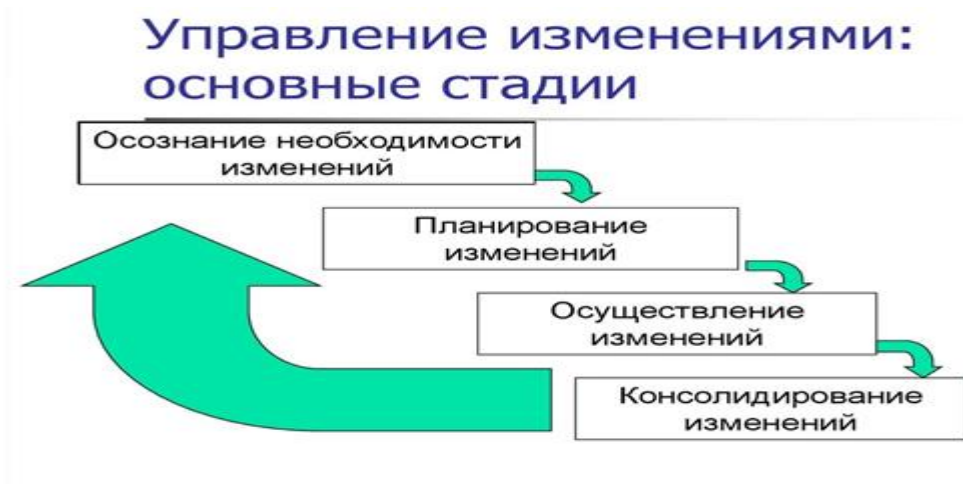 Управление изменениями:
основные стадии
Осознание необходимости
изменений
Планирование
изменений
Осуществление
изменений
Консолидирование
изменений